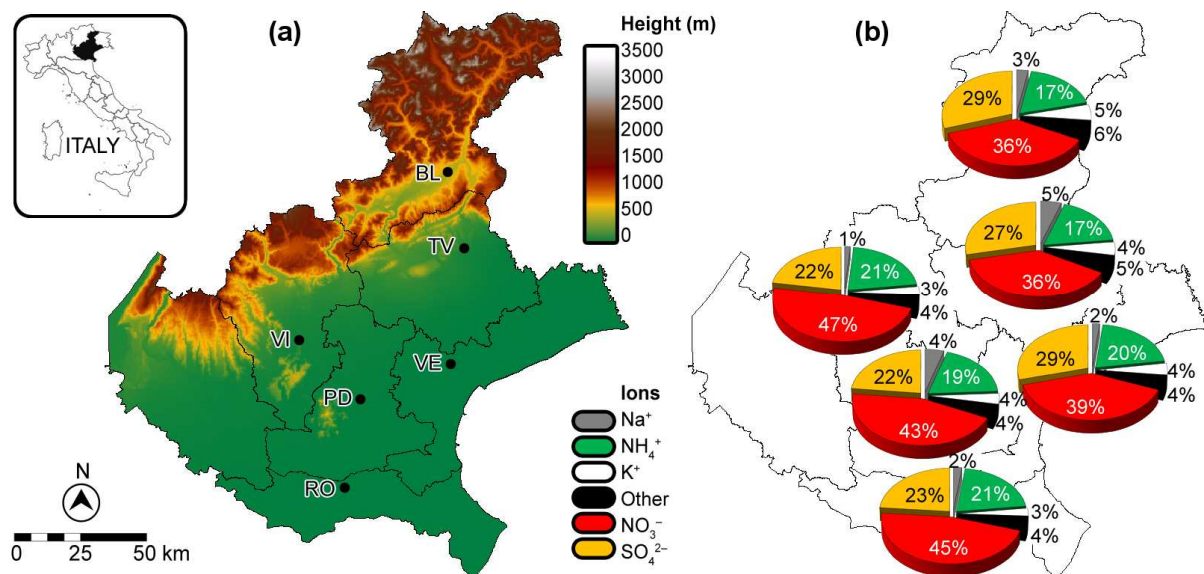 ITALY
(a)
Height (m)
3500
3000
2500
2000
1500
1000
500
0
BL
TV
VI
VE
PD
RO
N
0 25 50 km
Ions
Na⁺
NH₄⁺
K⁺
Other
NO₃⁻
SO₄²⁻
(b)
3%
29% 17%
5%
6%
36%
5%
27% 17%
4%
5%
36%
1%
22% 21%
3%
4%
47%
2%
29% 20%
4%
4%
39%
4%
22% 19%
4%
4%
43%
2%
23% 21%
3%
4%
45%